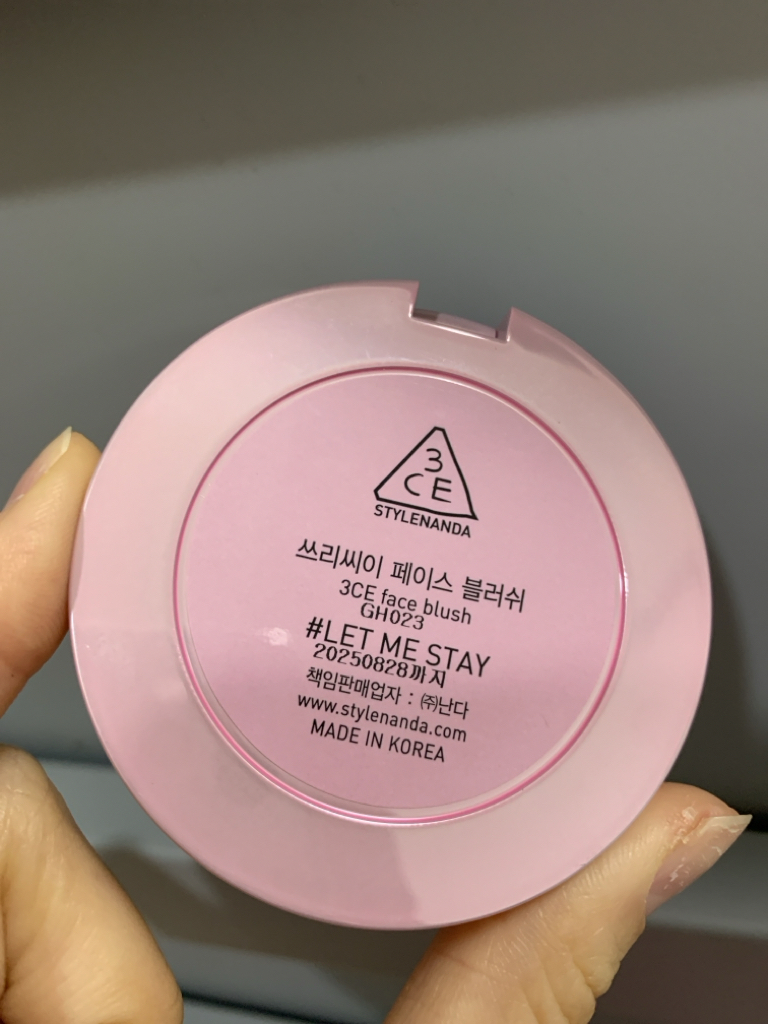 3
CE
STYLENANDA
쓰리씨이 페이스 블러쉬
3CE face blush
GH023
#LET ME STAY
20250828까지
책임판매업자 : ㈜난다
www.stylenanda.com
MADE IN KOREA